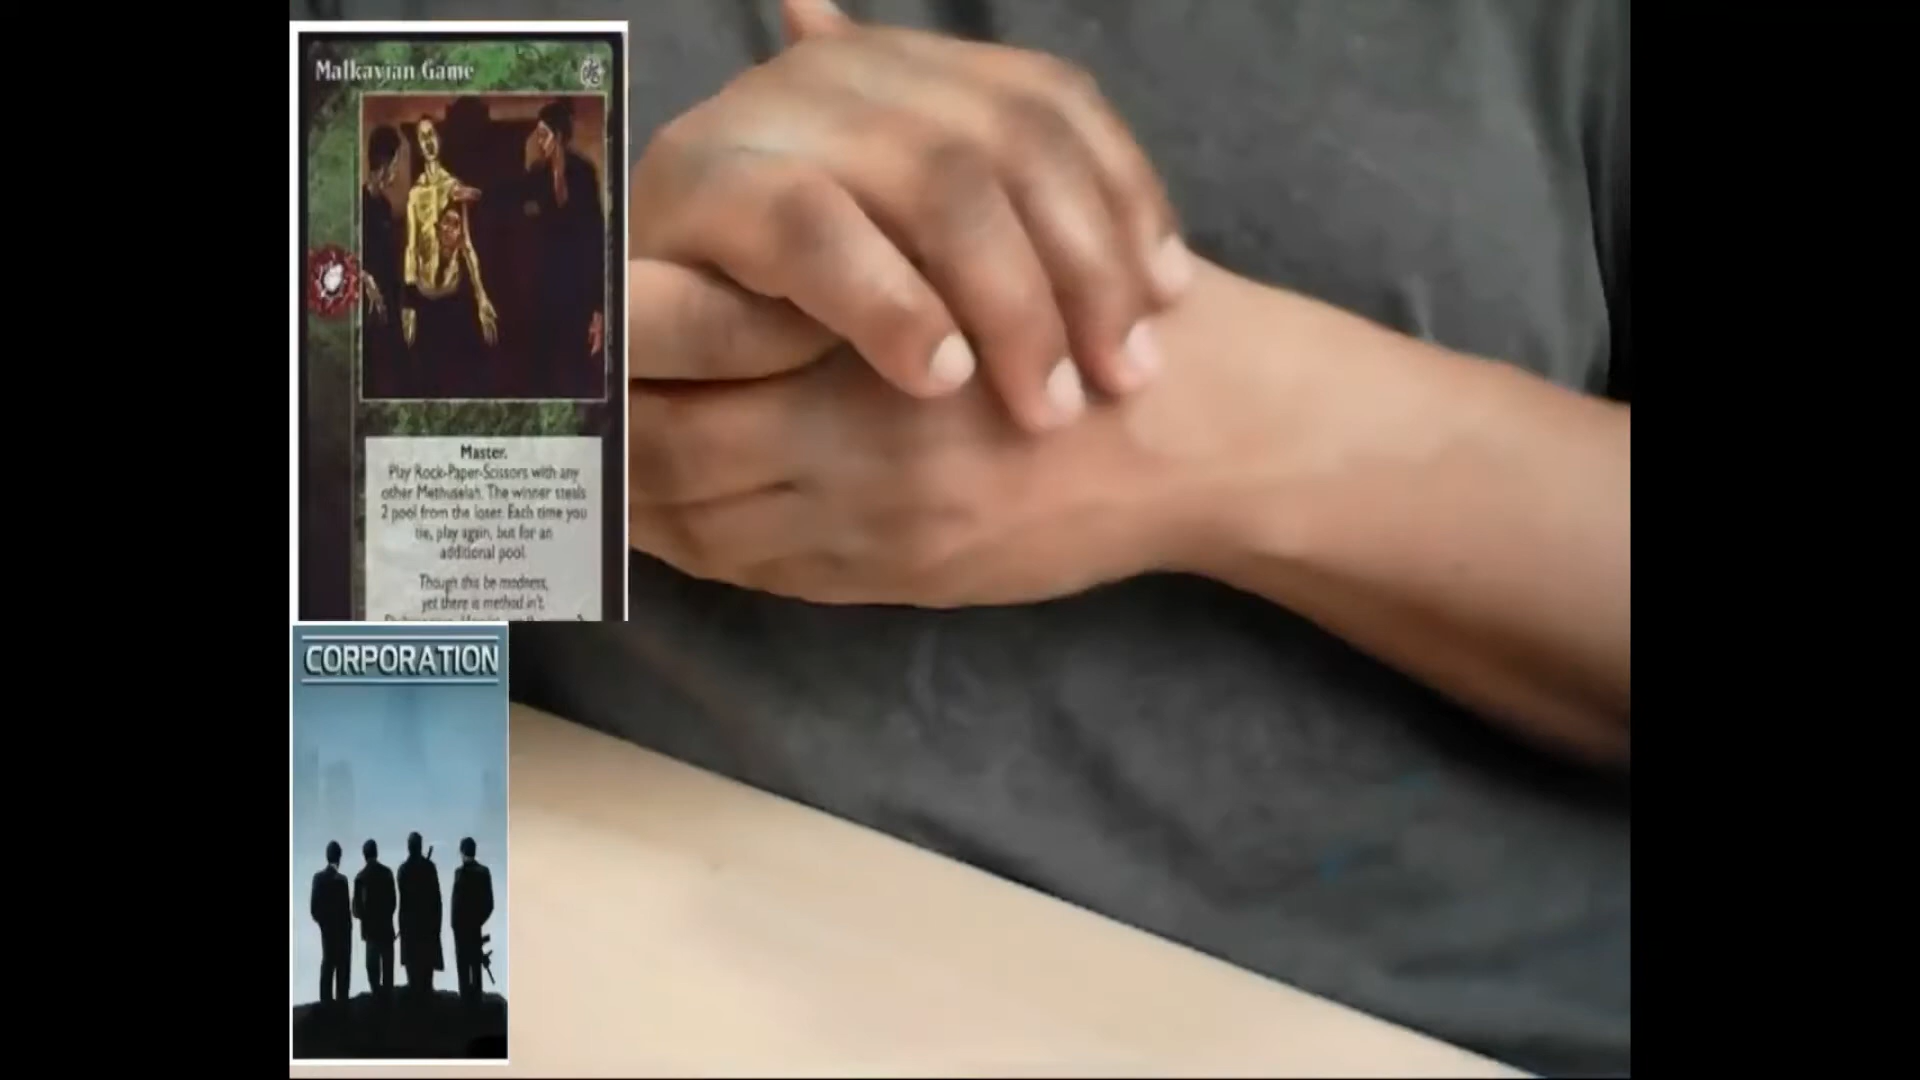 Malkavian Game
Master.
Play Rock-Paper-Scissors with any
other Methuselah. The winner steals
2 pool from the loser. Each time you
tie, play again, but for an
additional pool.
Though this be madness,
yet there is method in't.
CORPORATION